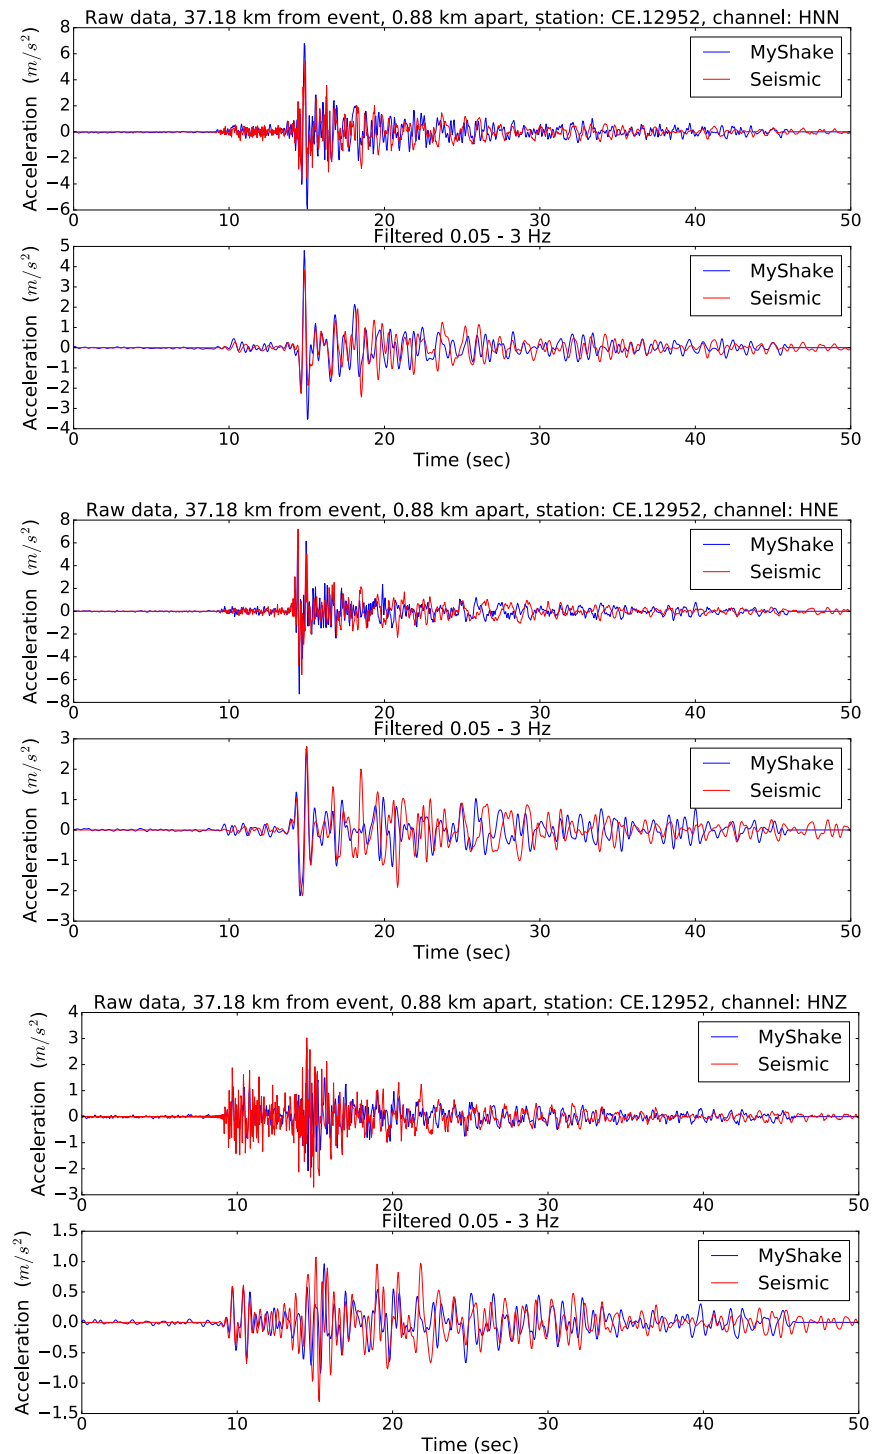 Raw data, 37.18 km from event, 0.88 km apart, station: CE.12952, channel: HNN
8
6
4
2
0
−2
−4
−6
Acceleration (m/s²)
MyShake
Seismic
0 10 20 30 40 50
Filtered 0.05 - 3 Hz
5
4
3
2
1
0
−1
−2
−3
−4
Acceleration (m/s²)
MyShake
Seismic
0 10 20 30 40 50
Time (sec)
Raw data, 37.18 km from event, 0.88 km apart, station: CE.12952, channel: HNE
8
6
4
2
0
−2
−4
−6
−8
Acceleration (m/s²)
MyShake
Seismic
0 10 20 30 40 50
Filtered 0.05 - 3 Hz
3
2
1
0
−1
−2
−3
Acceleration (m/s²)
MyShake
Seismic
0 10 20 30 40 50
Time (sec)
Raw data, 37.18 km from event, 0.88 km apart, station: CE.12952, channel: HNZ
4
3
2
1
0
−1
−2
−3
Acceleration (m/s²)
MyShake
Seismic
0 10 20 30 40 50
Filtered 0.05 - 3 Hz
1.5
1.0
0.5
0.0
−0.5
−1.0
−1.5
Acceleration (m/s²)
MyShake
Seismic
0 10 20 30 40 50
Time (sec)